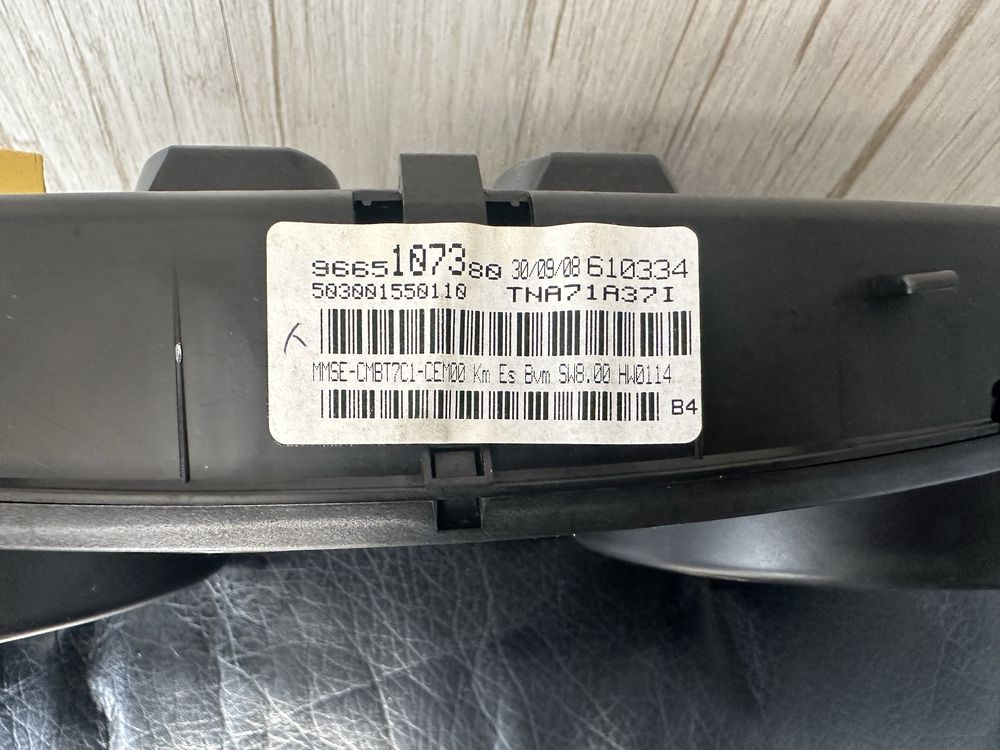 9665107380 30/09/08 610334
503001550110 TNA71A37I
MMSE-CMBT7C1-CEM00 Km Es Bvm SW8.00 HW0114
B4